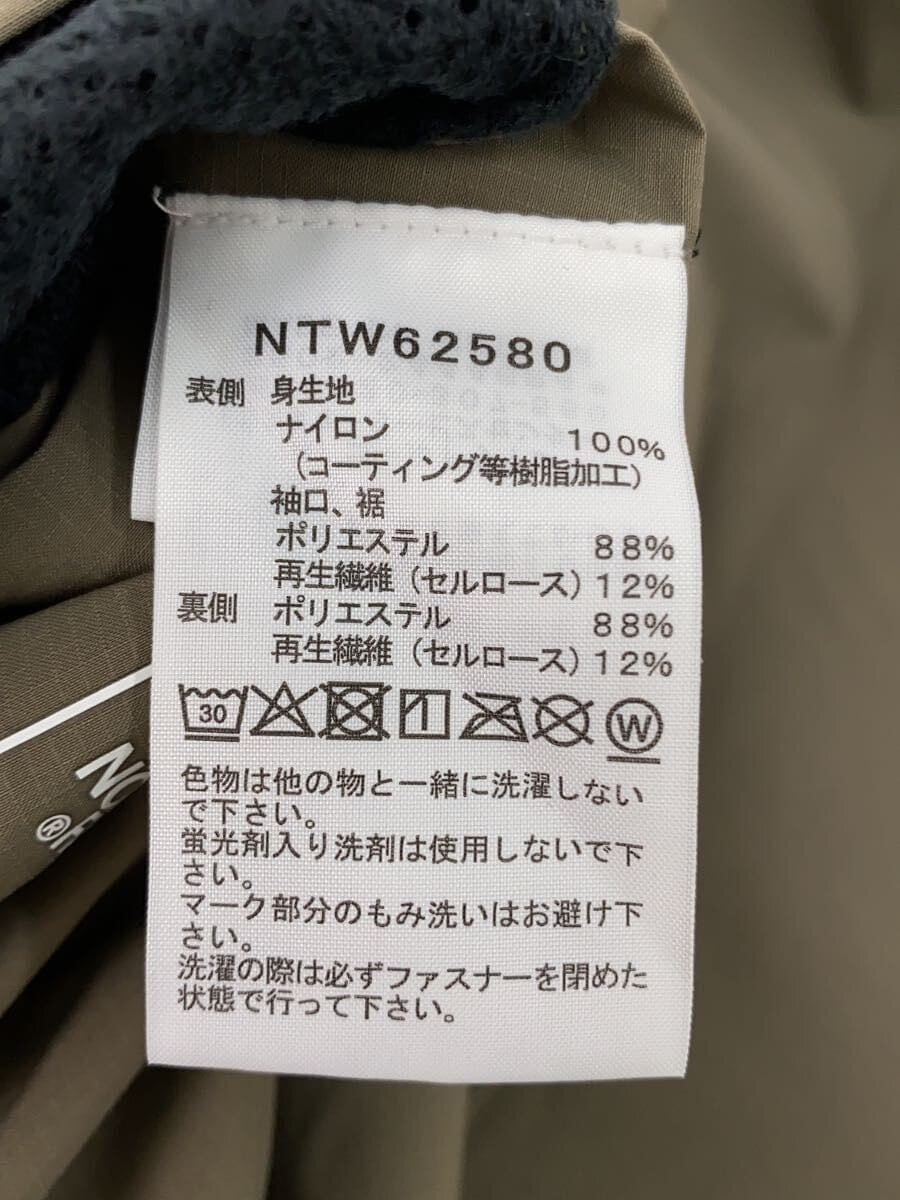 NTW62580
表側 身生地
ナイロン 100%
(コーティング等樹脂加工)
袖口、裾
ポリエステル 88%
再生繊維(セルロース)12%
裏側 ポリエステル 88%
再生繊維(セルロース)12%
30
W
色物は他の物と一緒に洗濯しない
で下さい。
蛍光剤入り洗剤は使用しないで下
さい。
マーク部分のもみ洗いはお避け下
さい。
洗濯の際は必ずファスナーを閉めた
状態で行って下さい。